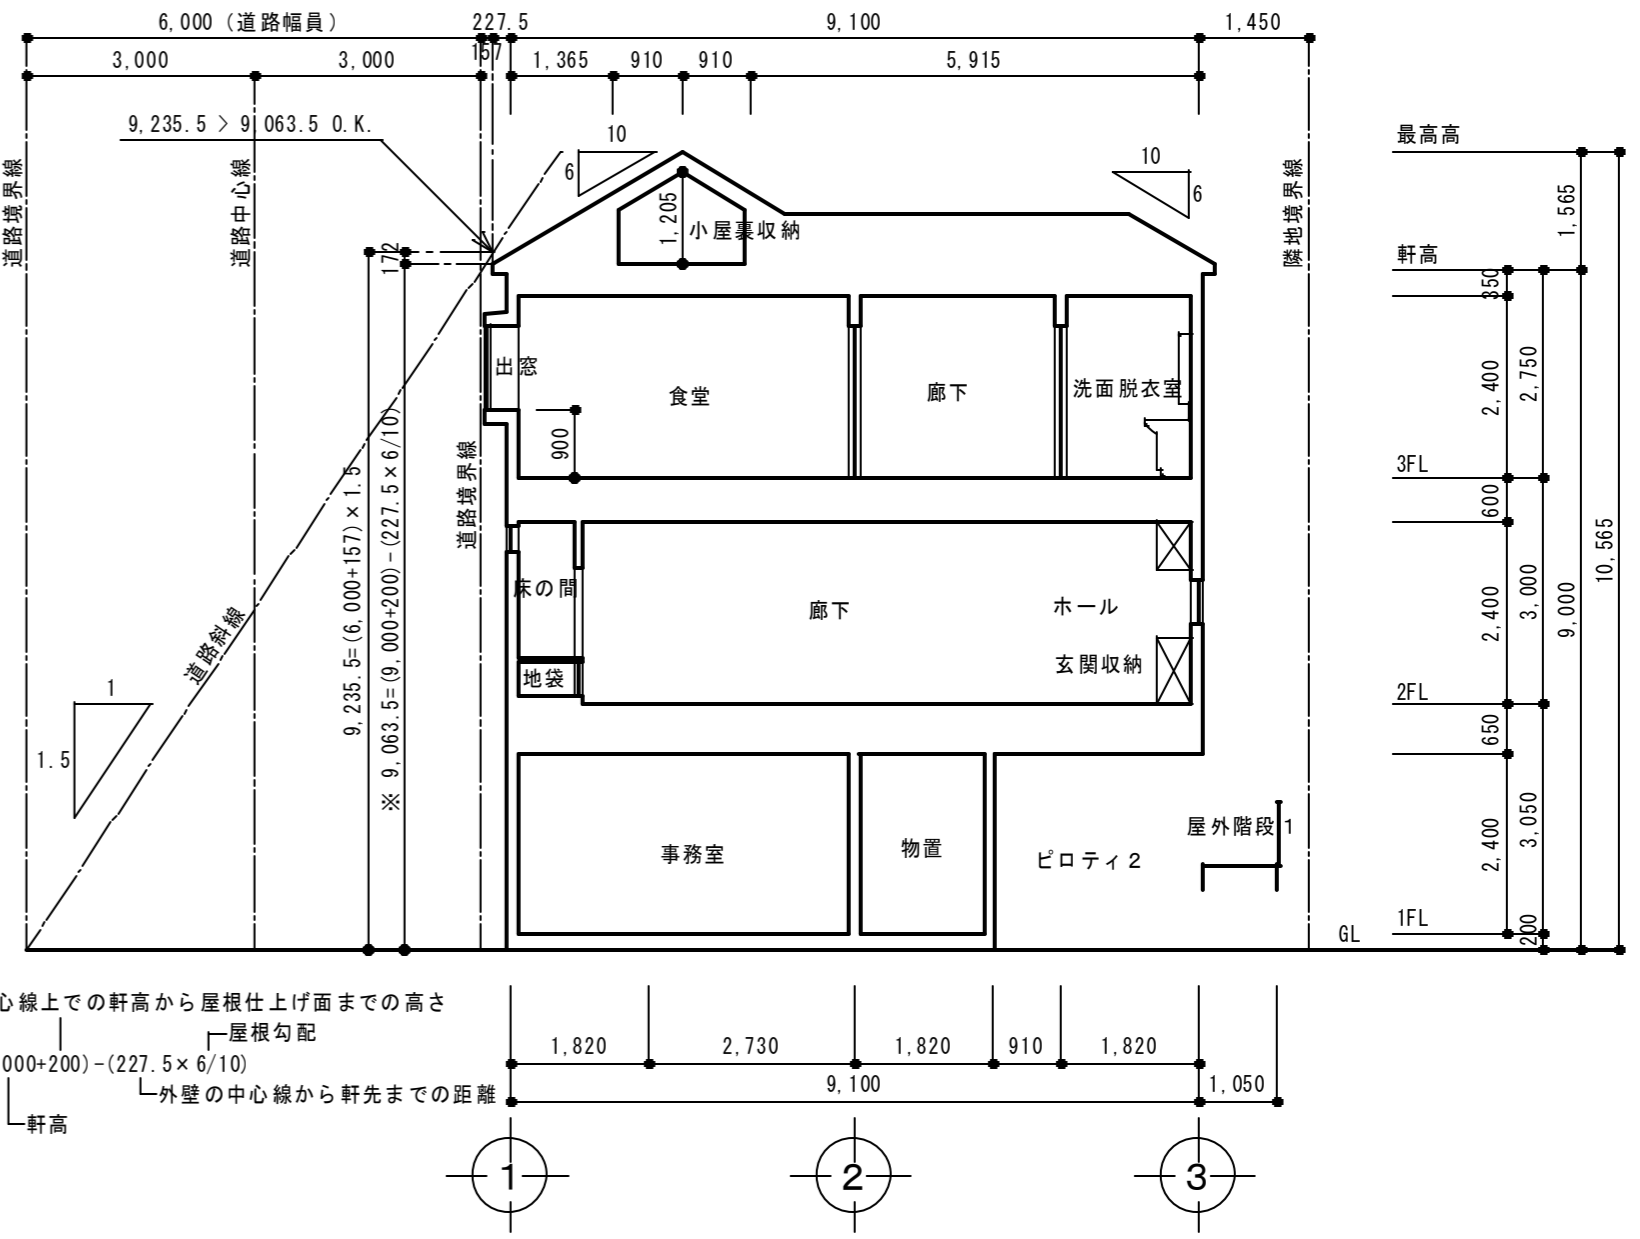 6,000 (道路幅員)
227.5
9,100
1,450
3,000
3,000
157
1,365
910
910
5,915
9,235.5 > 9,063.5 O.K.
10
6
10
6
最高高
道路境界線
道路中心線
隣地境界線
1,205
小屋裏収納
1,565
172
軒高
350
出窓
食堂
廊下
洗面脱衣室
2,400
2,750
900
道路境界線
3FL
600
9,235.5=(6,000+157)×1.5
※ 9,063.5=(9,000+200)-(227.5×6/10)
10,565
床の間
廊下
ホール
2,400
3,000
9,000
道路斜線
地袋
玄関収納
2FL
1
1.5
650
屋外階段1
事務室
物置
ピロティ2
2,400
3,050
1FL
GL
200
心線上での軒高から屋根仕上げ面までの高さ
屋根勾配
000+200)-(227.5×6/10)
外壁の中心線から軒先までの距離
軒高
1,820
2,730
1,820
910
1,820
9,100
1,050
1
2
3